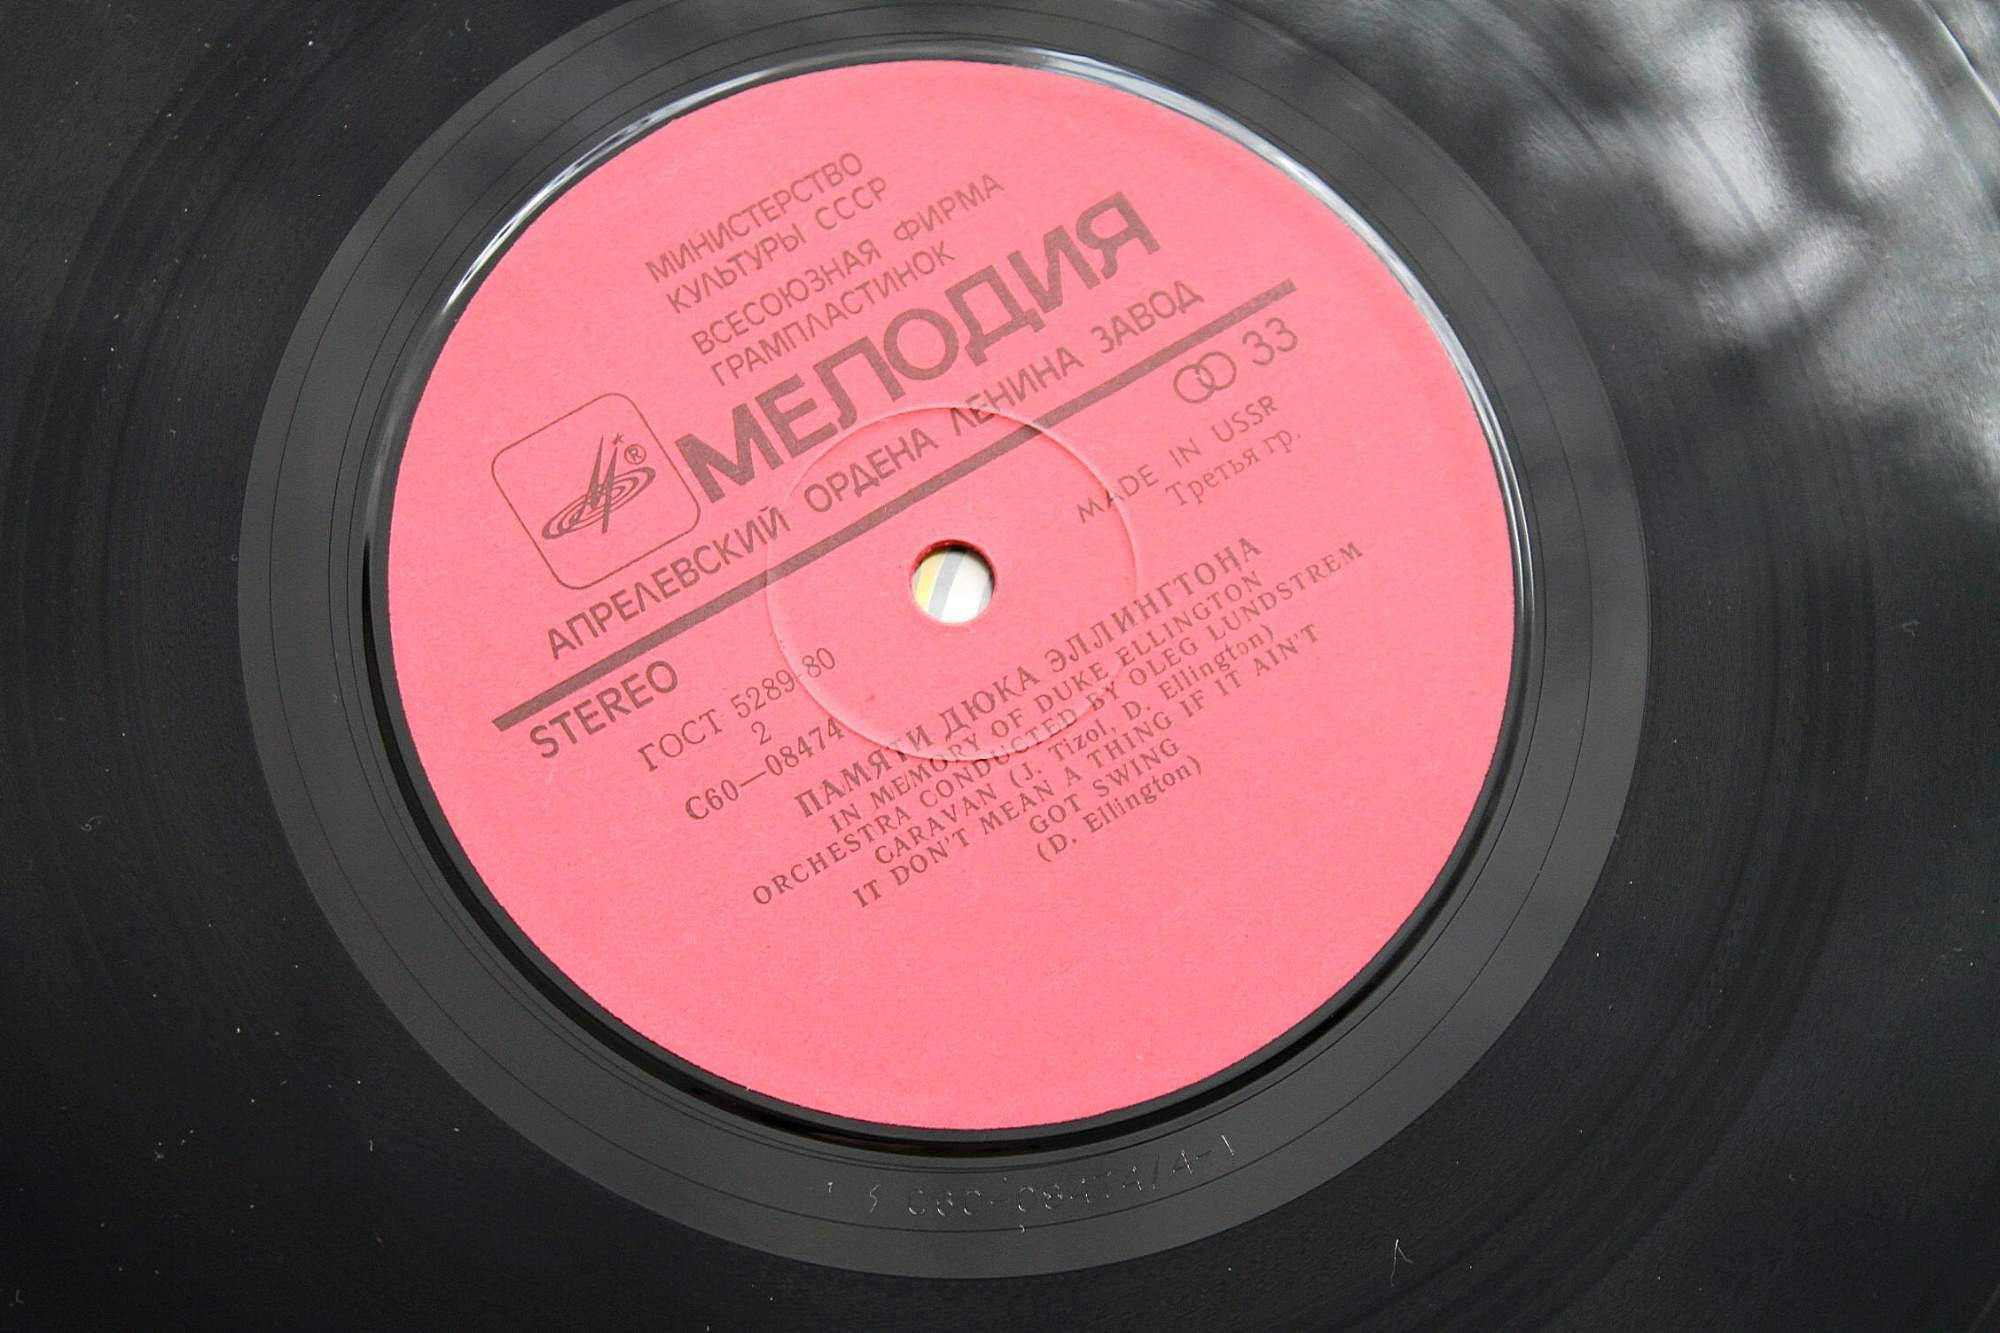 МИНИСТЕРСТВО
КУЛЬТУРЫ СССР
ВСЕСОЮЗНАЯ ФИРМА
ГРАМПЛАСТИНОК
МЕЛОДИЯ
®
АПРЕЛЕВСКИЙ ОРДЕНА ЛЕНИНА ЗАВОД
STEREO
33
MADE IN USSR
Третья гр.
ГОСТ 5289-80
2
С60—08474
ПАМЯТИ ДЮКА ЭЛЛИНГТОНА
IN MEMORY OF DUKE ELLINGTON
ORCHESTRA CONDUCTED BY OLEG LUNDSTREM
CARAVAN (J. Tizol, D. Ellington)
IT DON'T MEAN A THING IF IT AIN'T
GOT SWING
(D. Ellington)
С60-08474/4-1